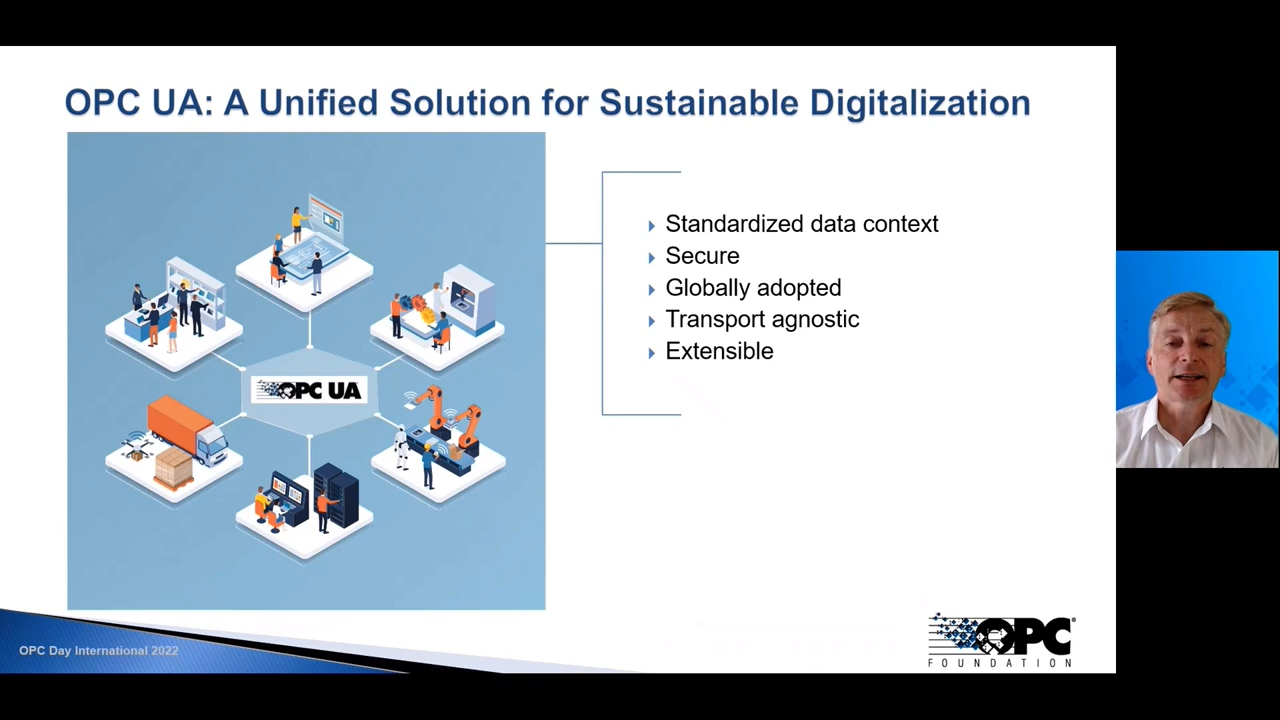 OPC UA: A Unified Solution for Sustainable Digitalization
Standardized data context
Secure
Globally adopted
Transport agnostic
Extensible
OPC UA
OPC Day International 2022
OPC
FOUNDATION